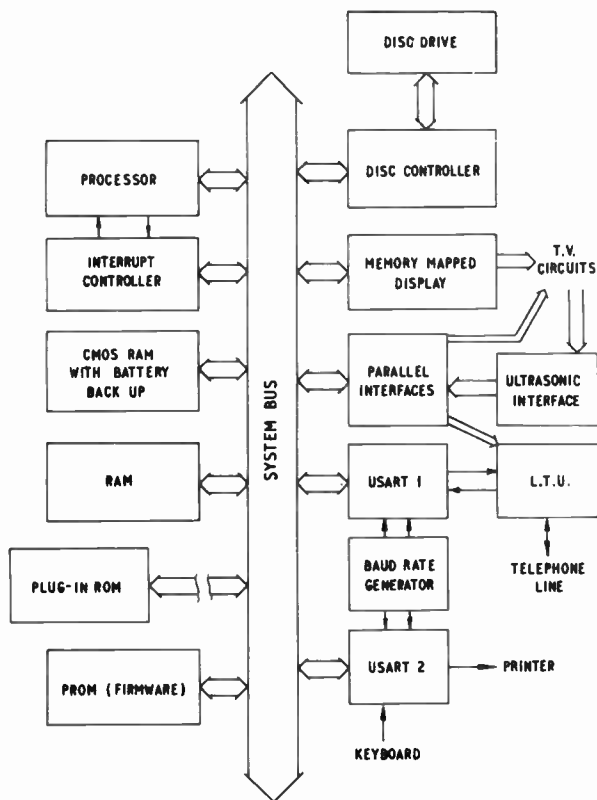 DISC DRIVE
PROCESSOR
DISC CONTROLLER
INTERRUPT
CONTROLLER
MEMORY MAPPED
DISPLAY
T.V.
CIRCUITS
CMOS RAM
WITH BATTERY
BACK UP
PARALLEL
INTERFACES
ULTRASONIC
INTERFACE
SYSTEM BUS
RAM
USART 1
L.T.U.
PLUG-IN ROM
BAUD RATE
GENERATOR
TELEPHONE
LINE
PROM (FIRMWARE)
USART 2
PRINTER
KEYBOARD